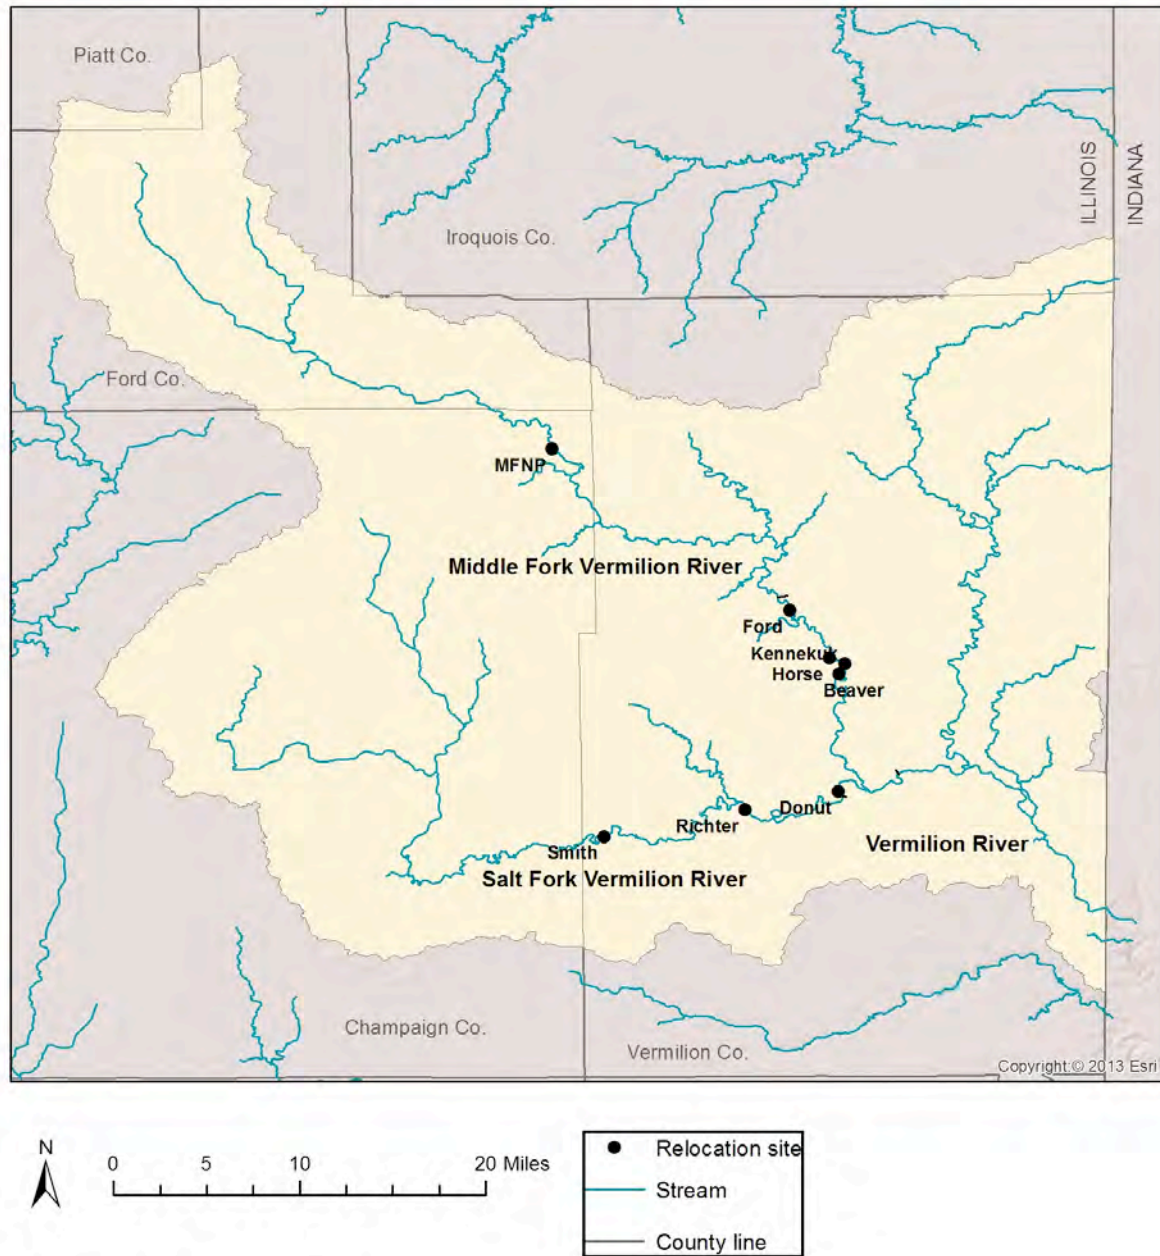 Piatt Co.
ILLINOIS
INDIANA
Iroquois Co.
Ford Co.
MFNP
Middle Fork Vermilion River
Ford
Kennekuk
Horse
Beaver
Donut
Richter
Vermilion River
Smith
Salt Fork Vermilion River
Champaign Co.
Vermilion Co.
Copyright:© 2013 Esri
N
0 5 10 20 Miles
Relocation site
Stream
County line